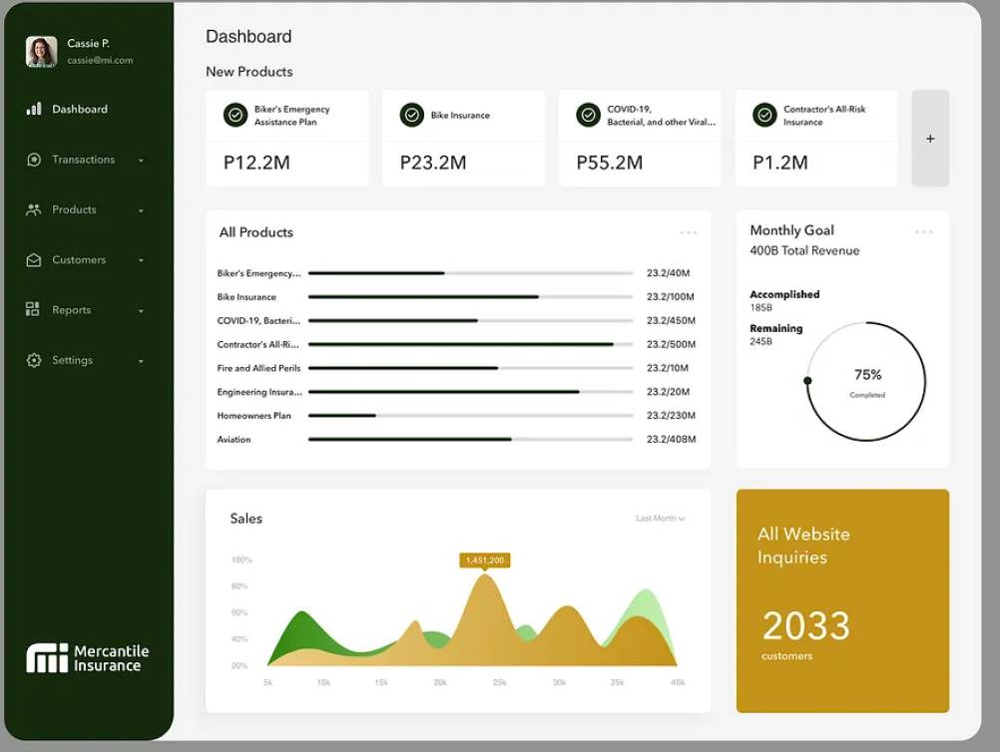 Cassie P.
cassie@mi.com
Dashboard
Transactions
Products
Customers
Reports
Settings
Mercantile
Insurance
Dashboard
New Products
Biker's Emergency
Assistance Plan
P12.2M
Bike Insurance
P23.2M
COVID-19,
Bacterial, and other Viral...
P55.2M
Contractor's All-Risk
Insurance
P1.2M
+
All Products
Biker's Emergency... 23.2/40M
Bike Insurance 23.2/100M
COVID-19, Bacteri... 23.2/450M
Contractor's All-Ri... 23.2/500M
Fire and Allied Perils 23.2/10M
Engineering Insura... 23.2/20M
Homeowners Plan 23.2/230M
Aviation 23.2/408M
Monthly Goal
400B Total Revenue
Accomplished
185B
Remaining
245B
75%
Completed
Sales
Last Month
1,451,200
100%
80%
60%
40%
20%
5k 10k 15k 20k 25k 30k 35k 40k
All Website
Inquiries
2033
customers